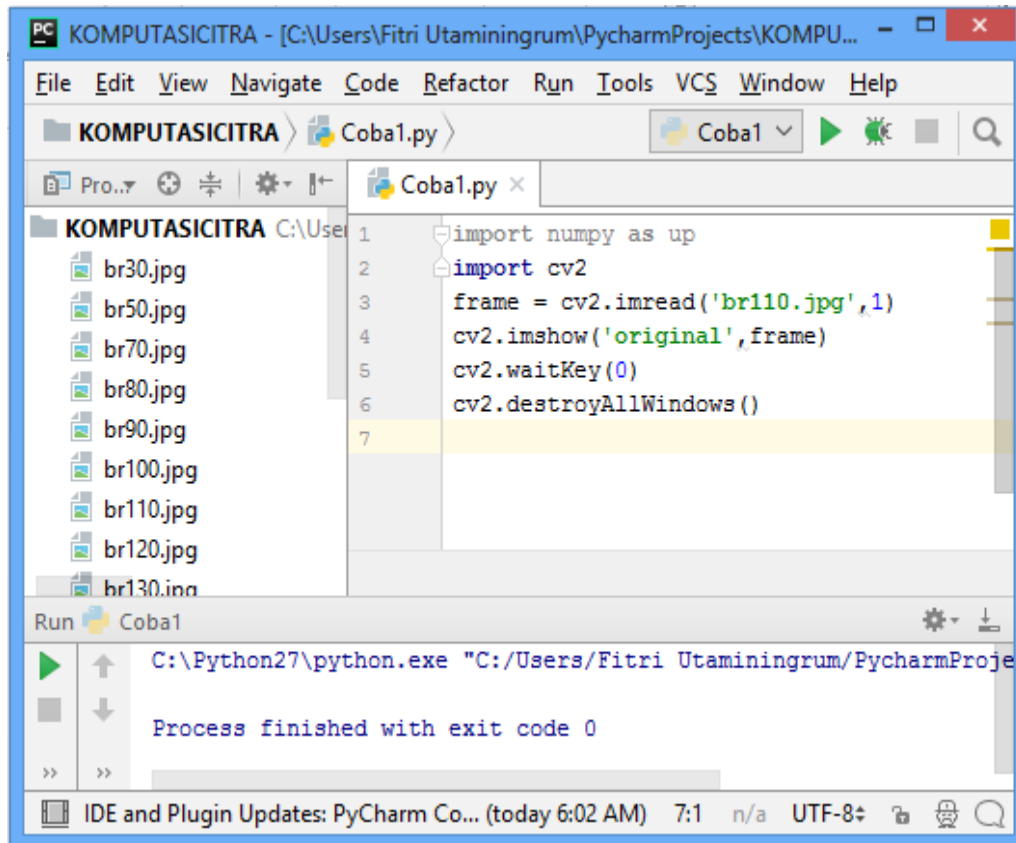 PC KOMPUTASICITRA - [C:\Users\Fitri Utaminingrum\PycharmProjects\KOMPU...
File Edit View Navigate Code Refactor Run Tools VCS Window Help
KOMPUTASICITRA Coba1.py Coba1
Pro.. Coba1.py
KOMPUTASICITRA C:\User
br30.jpg
br50.jpg
br70.jpg
br80.jpg
br90.jpg
br100.jpg
br110.jpg
br120.jpg
br130.jpg
1 import numpy as up
2 import cv2
3 frame = cv2.imread('br110.jpg',1)
4 cv2.imshow('original',frame)
5 cv2.waitKey(0)
6 cv2.destroyAllWindows()
7
Run Coba1
C:\Python27\python.exe "C:/Users/Fitri Utaminingrum/PycharmProje
Process finished with exit code 0
>> >>
IDE and Plugin Updates: PyCharm Co... (today 6:02 AM) 7:1 n/a UTF-8